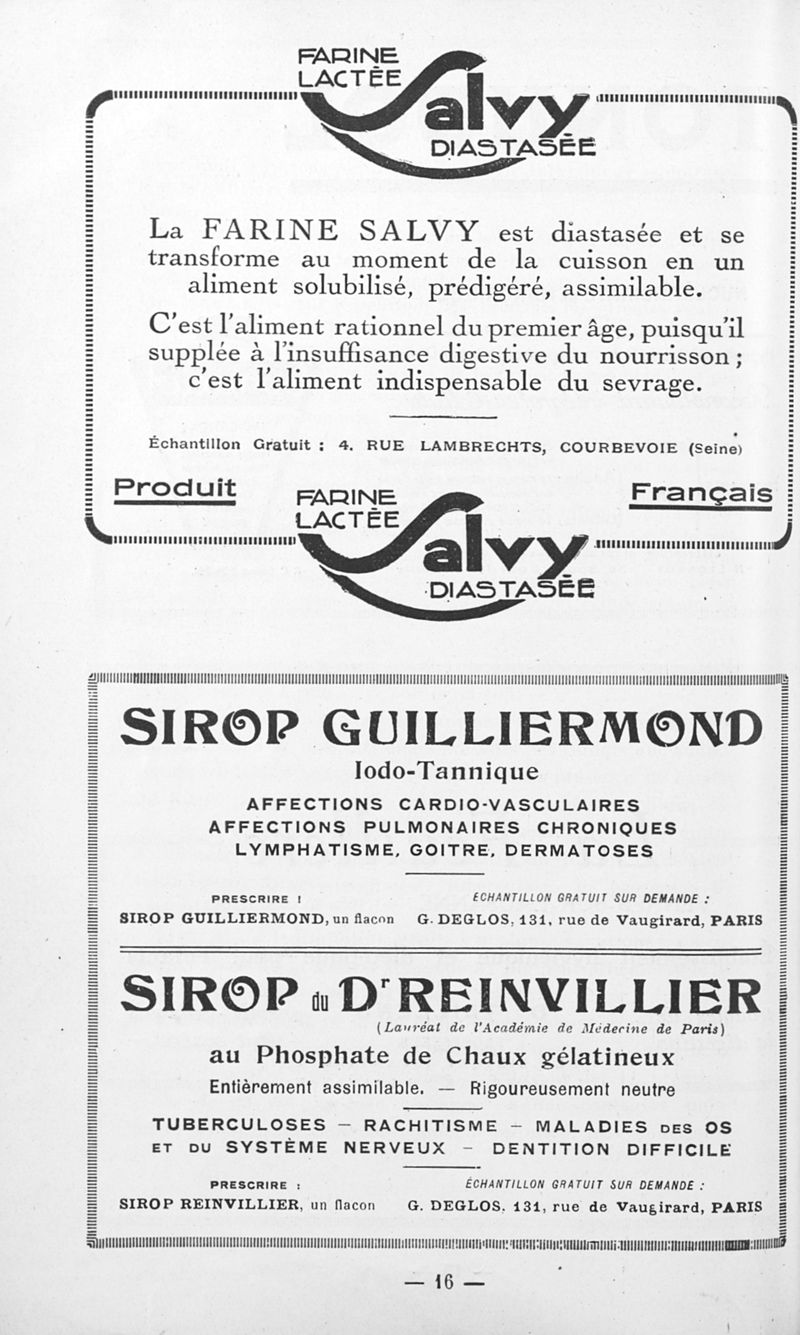 FARINE
LACTÉE
Salvy
DIASTASÉE
La FARINE SALVY est diastasée et se
transforme au moment de la cuisson en un
aliment solubilisé, prédigéré, assimilable.
C'est l'aliment rationnel du premier âge, puisqu'il
supplée à l'insuffisance digestive du nourrisson ;
c'est l'aliment indispensable du sevrage.
Échantillon Gratuit : 4. RUE LAMBRECHTS, COURBEVOIE (Seine)
Produit
Français
FARINE
LACTÉE
Salvy
DIASTASÉE
SIROP GUILLIERMOND
Iodo-Tannique
AFFECTIONS CARDIO-VASCULAIRES
AFFECTIONS PULMONAIRES CHRONIQUES
LYMPHATISME, GOITRE, DERMATOSES
PRESCRIRE !
SIROP GUILLIERMOND, un flacon
ÉCHANTILLON GRATUIT SUR DEMANDE :
G. DEGLOS, 131, rue de Vaugirard, PARIS
SIROP du Dr REINVILLIER
(Lauréat de l'Académie de Médecine de Paris)
au Phosphate de Chaux gélatineux
Entièrement assimilable. — Rigoureusement neutre
TUBERCULOSES — RACHITISME — MALADIES DES OS
ET DU SYSTÈME NERVEUX — DENTITION DIFFICILE
PRESCRIRE :
SIROP REINVILLIER, un flacon
ÉCHANTILLON GRATUIT SUR DEMANDE :
G. DEGLOS, 131, rue de Vaugirard, PARIS
— 16 —